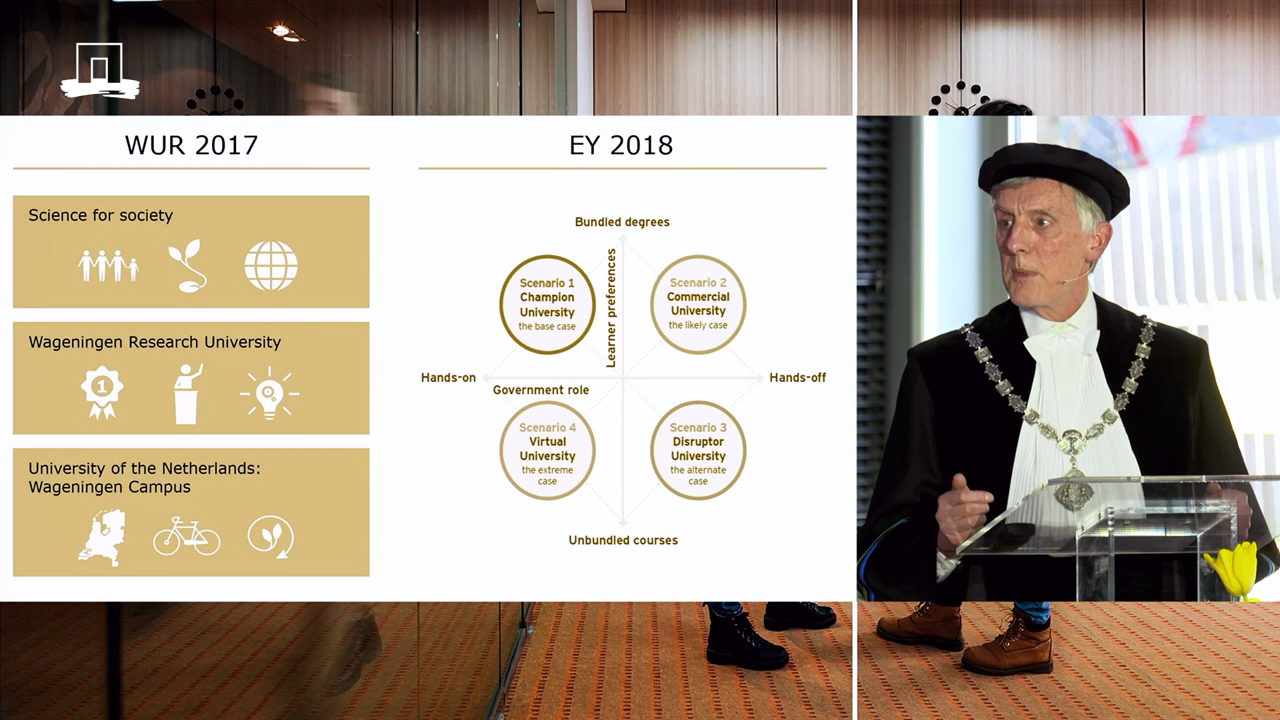 WUR 2017
Science for society
Wageningen Research University
1
University of the Netherlands:
Wageningen Campus
EY 2018
Bundled degrees
Learner preferences
Scenario 1
Champion
University
the base case
Scenario 2
Commercial
University
the likely case
Hands-on
Hands-off
Government role
Scenario 4
Virtual
University
the extreme
case
Scenario 3
Disruptor
University
the alternate
case
Unbundled courses